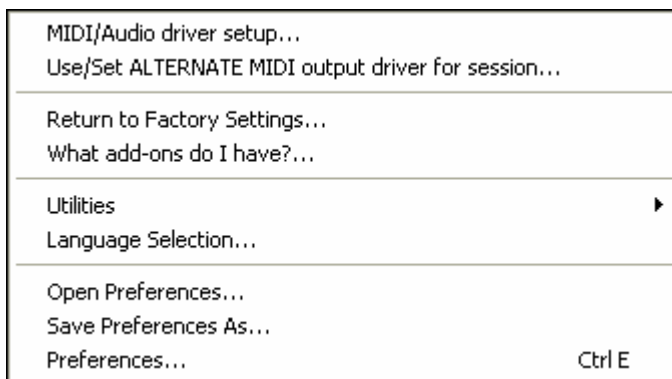 MIDI/Audio driver setup...
Use/Set ALTERNATE MIDI output driver for session...
Return to Factory Settings...
What add-ons do I have?...
Utilities
Language Selection...
Open Preferences...
Save Preferences As...
Preferences... Ctrl E